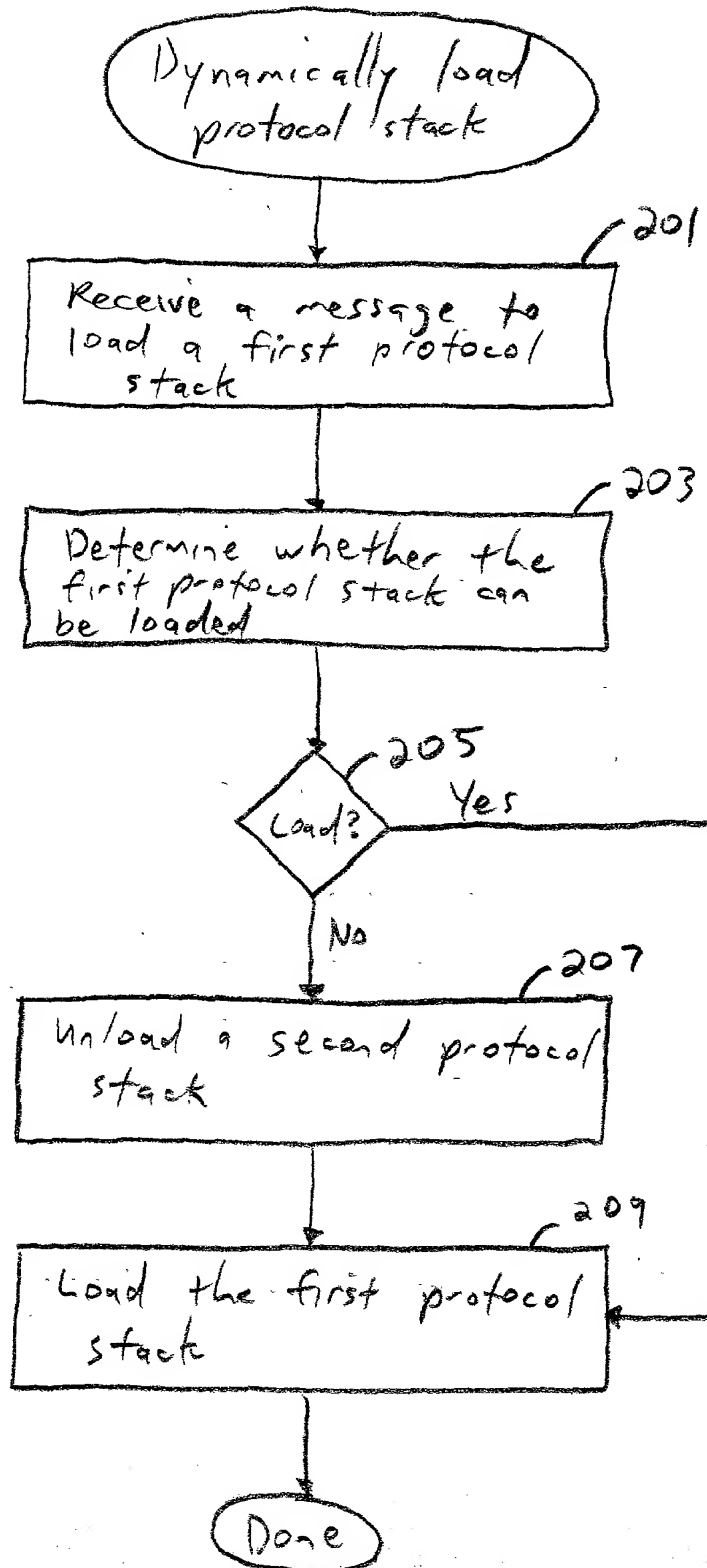 Dynamically load
protocol stack
201
Receive a message to
load a first protocol
stack
203
Determine whether the
first protocol stack can
be loaded
205
Load?
Yes
No
207
Unload a second protocol
stack
209
Load the first protocol
stack
Done